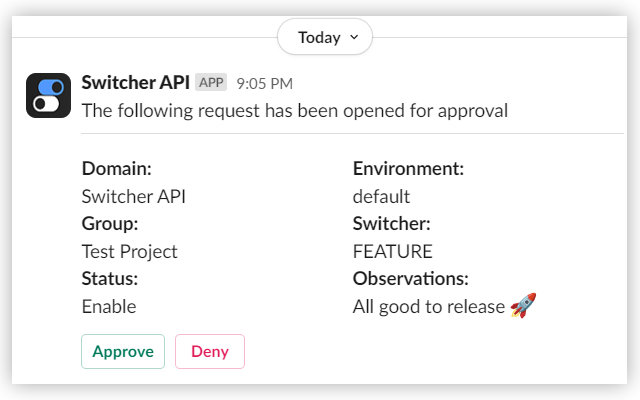 Today
Switcher API APP 9:05 PM
The following request has been opened for approval
Domain: Environment:
Switcher API default
Group: Switcher:
Test Project FEATURE
Status: Observations:
Enable All good to release 🚀
Approve Deny